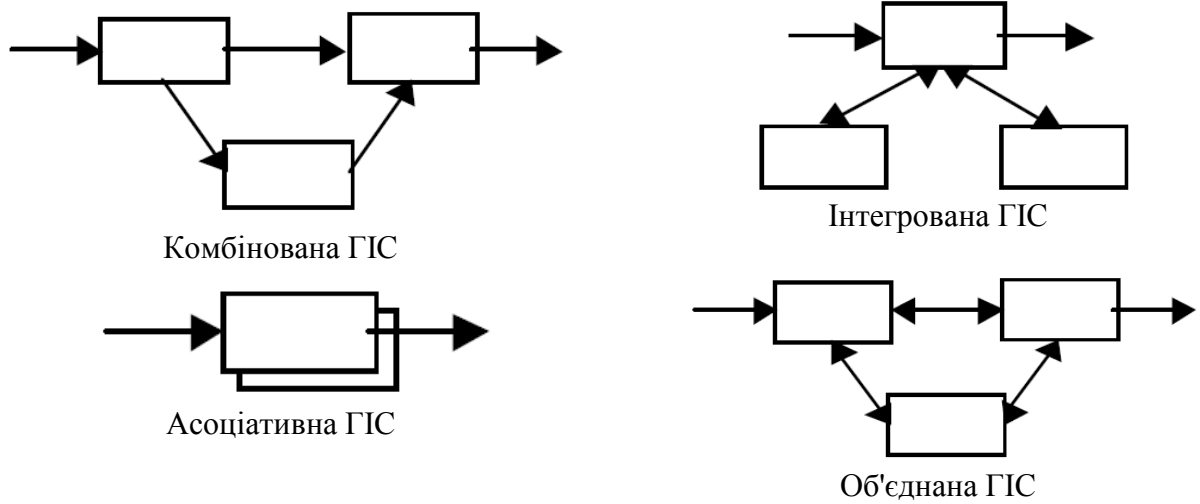 Комбінована ГІС
Інтегрована ГІС
Асоціативна ГІС
Об'єднана ГІС